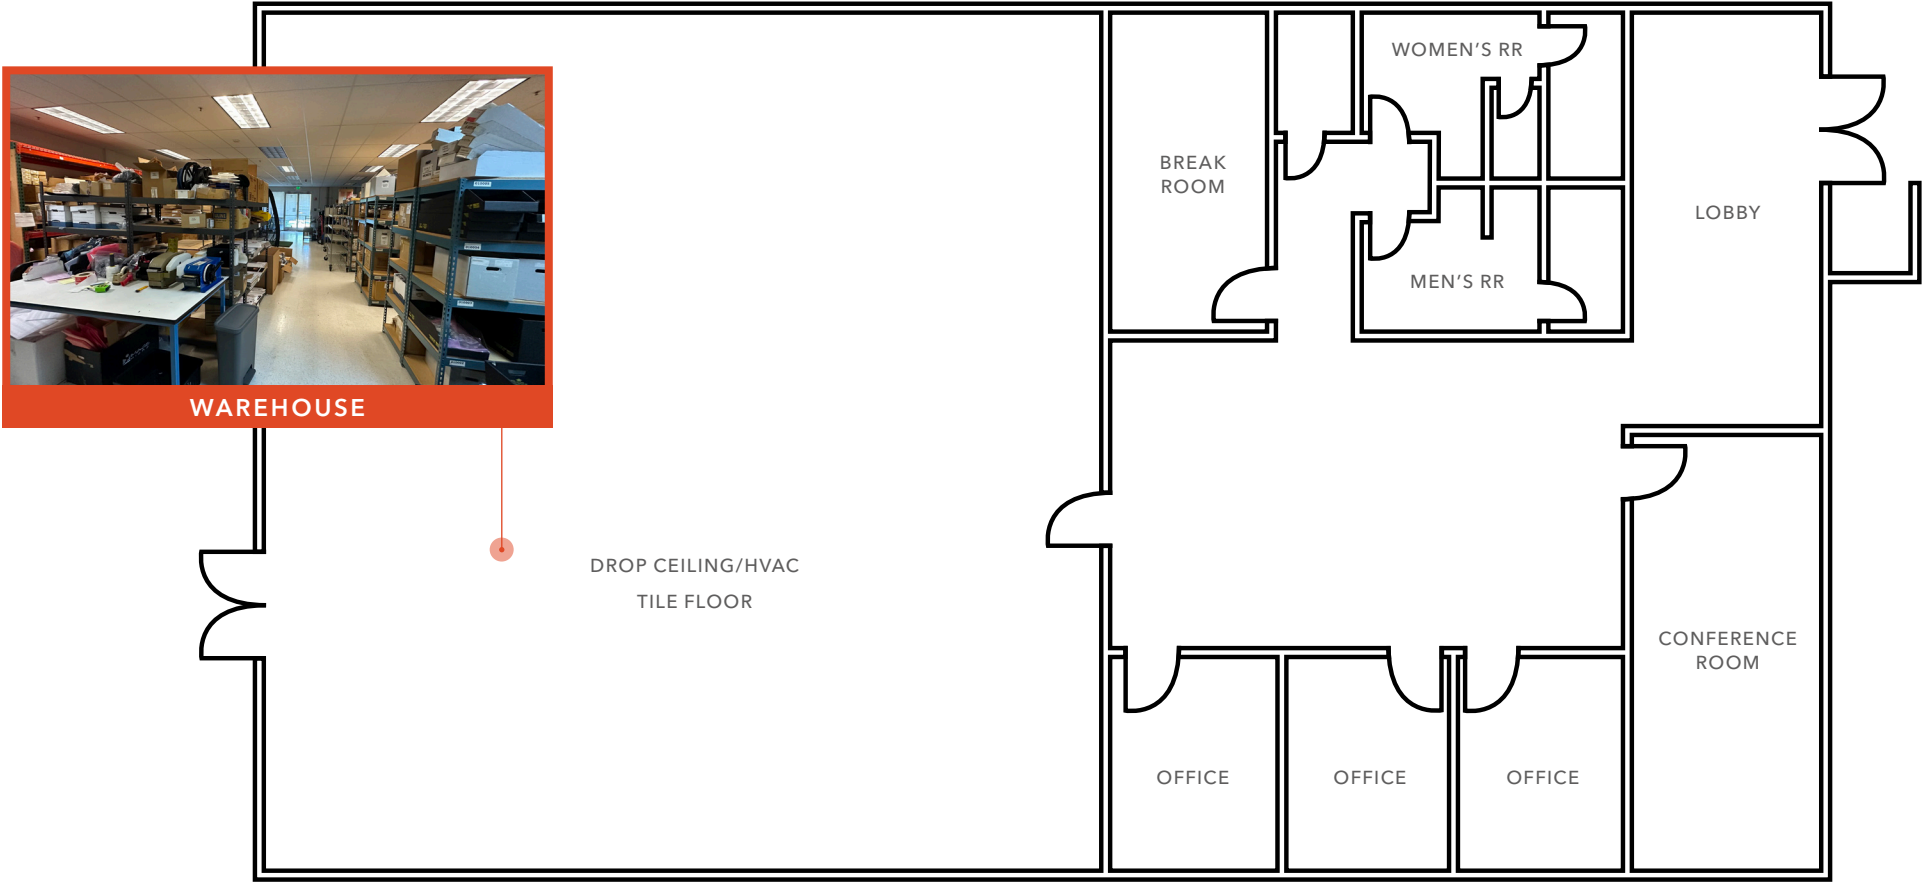 WOMEN'S RR
BREAK
ROOM
LOBBY
MEN'S RR
WAREHOUSE
DROP CEILING/HVAC
TILE FLOOR
CONFERENCE
ROOM
OFFICE
OFFICE
OFFICE